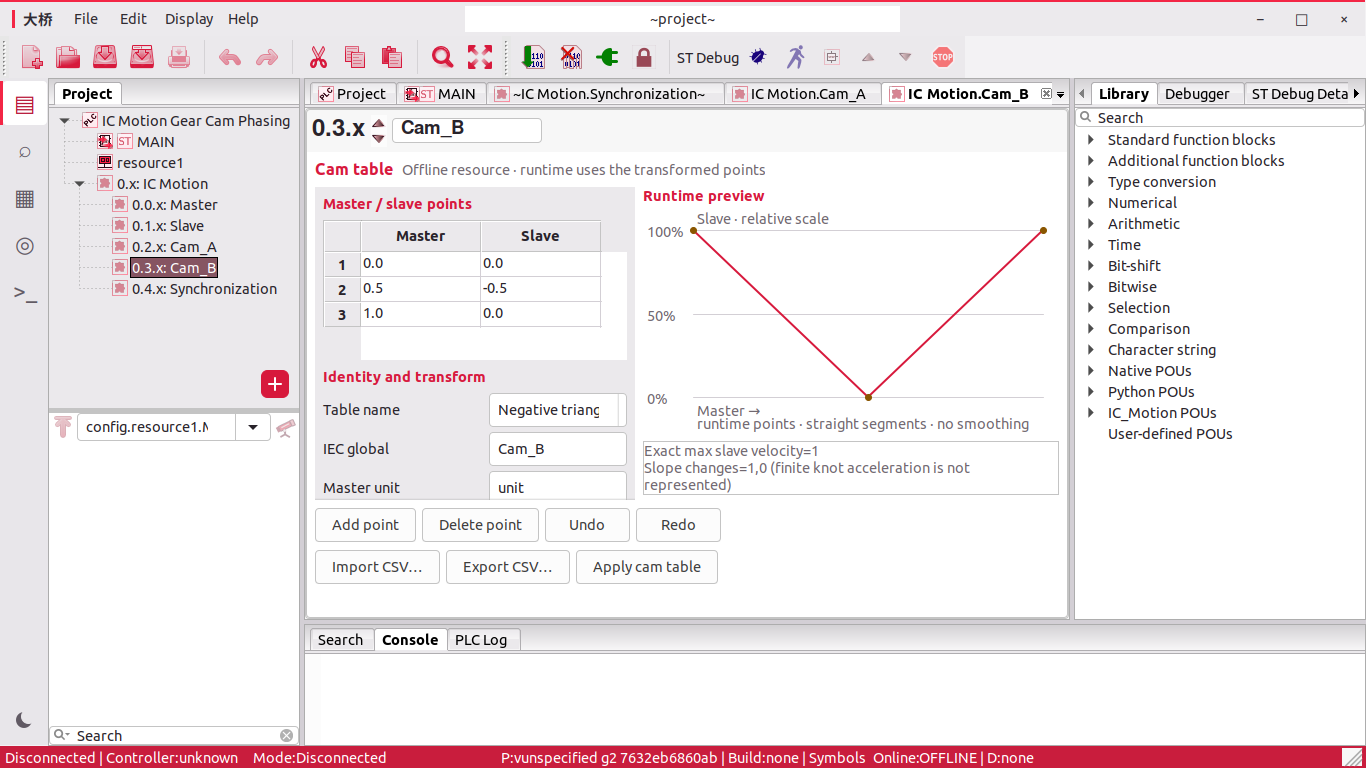 大桥 File Edit Display Help
~project~
ST Debug
STOP
Project
IC Motion Gear Cam Phasing
ST MAIN
resource1
0.x: IC Motion
0.0.x: Master
0.1.x: Slave
0.2.x: Cam_A
0.3.x: Cam_B
0.4.x: Synchronization
config.resource1.M
Search
Project
ST MAIN
~IC Motion.Synchronization~
IC Motion.Cam_A
IC Motion.Cam_B
0.3.x Cam_B
Cam table Offline resource · runtime uses the transformed points
Master / slave points
Master Slave
1 0.0 0.0
2 0.5 -0.5
3 1.0 0.0
Identity and transform
Table name Negative triang
IEC global Cam_B
Master unit unit
Runtime preview
Slave · relative scale
100%
50%
0%
Master →
runtime points · straight segments · no smoothing
Exact max slave velocity=1
Slope changes=1,0 (finite knot acceleration is not
represented)
Add point Delete point Undo Redo
Import CSV... Export CSV... Apply cam table
Search Console PLC Log
Library Debugger ST Debug Deta
Search
Standard function blocks
Additional function blocks
Type conversion
Numerical
Arithmetic
Time
Bit-shift
Bitwise
Selection
Comparison
Character string
Native POUs
Python POUs
IC_Motion POUs
User-defined POUs
Disconnected | Controller:unknown Mode:Disconnected P:vunspecified g2 7632eb6860ab | Build:none | Symbols Online:OFFLINE | D:none